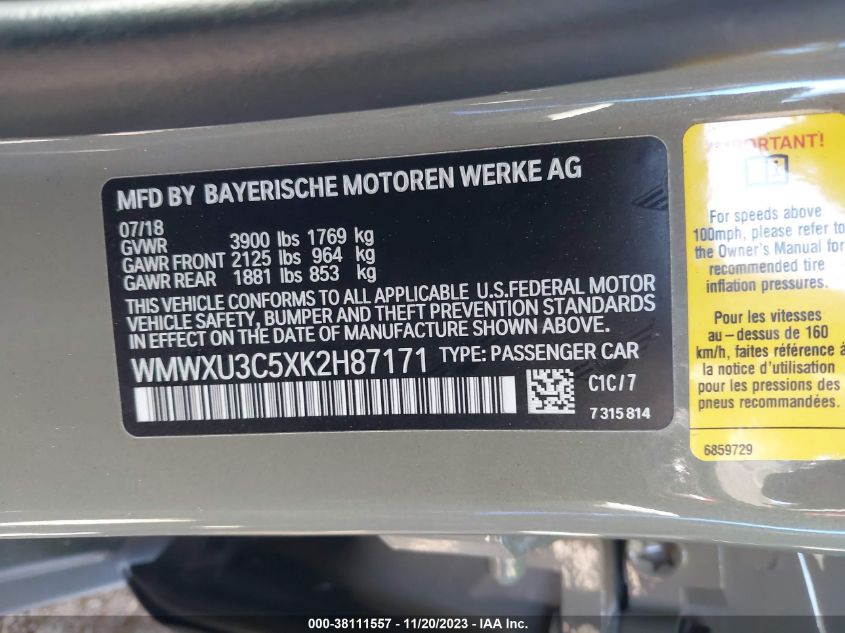 MFD BY BAYERISCHE MOTOREN WERKE AG
07/18
GVWR 3900 lbs 1769 kg
GAWR FRONT 2125 lbs 964 kg
GAWR REAR 1881 lbs 853 kg
THIS VEHICLE CONFORMS TO ALL APPLICABLE U.S.FEDERAL MOTOR
VEHICLE SAFETY, BUMPER AND THEFT PREVENTION STANDARDS
IN EFFECT ON THE DATE OF MANUFACTURE SHOWN ABOVE.
WMWXU3C5XK2H87171 TYPE: PASSENGER CAR
C1C/7
7315814
IMPORTANT!
For speeds above
100mph, please refer to
the Owner's Manual for
recommended tire
inflation pressures.
Pour les vitesses
au-dessus de 160
km/h, faites référence à
la notice d'utilisation
pour les pressions des
pneus recommandées.
6859729
000-38111557 - 11/20/2023 - IAA Inc.